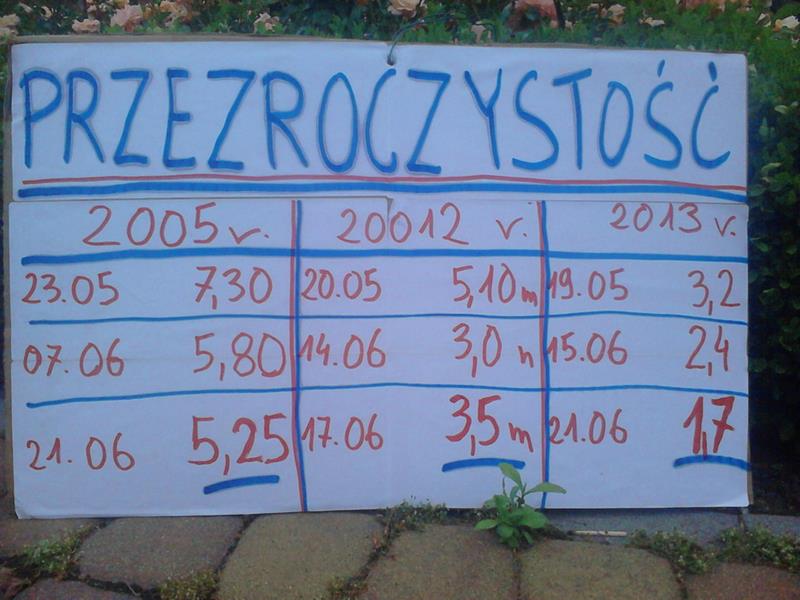 PRZEZROCZYSTOŚĆ
2005 r. 20012 r. 2013 r.
23.05 7,30 20.05 5,10m 19.05 3,2
07.06 5,80 14.06 3,0 n 15.06 2,4
21.06 5,25 17.06 3,5m 21.06 1,7